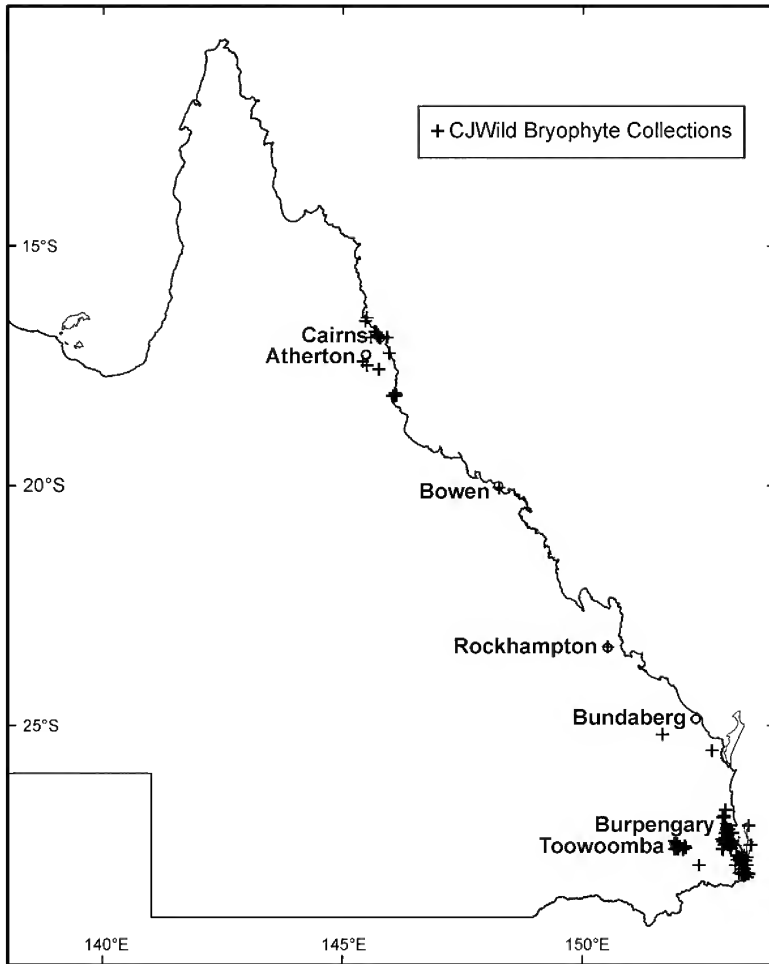 + CJWild Bryophyte Collections
15°S
Cairns
Atherton
20°S
Bowen
Rockhampton
25°S
Bundaberg
Burpengary
Toowoomba
140°E 145°E 150°E